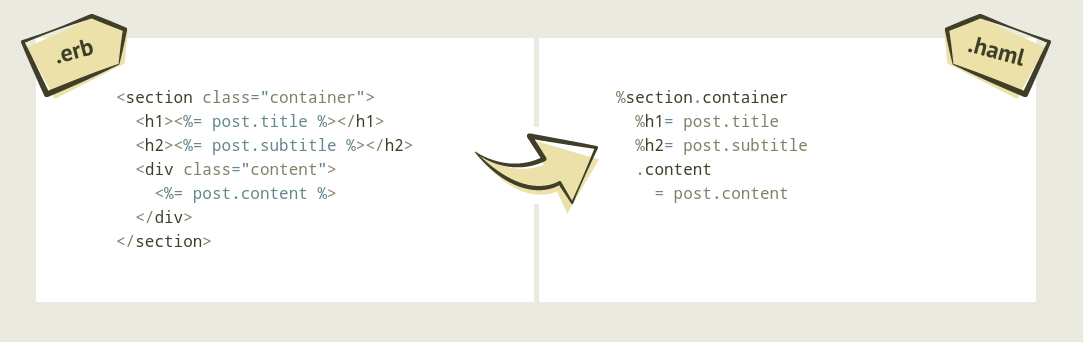 .erb
<section class="container">
  <h1><%= post.title %></h1>
  <h2><%= post.subtitle %></h2>
  <div class="content">
    <%= post.content %>
  </div>
</section>
.haml
%section.container
  %h1= post.title
  %h2= post.subtitle
  .content
    = post.content